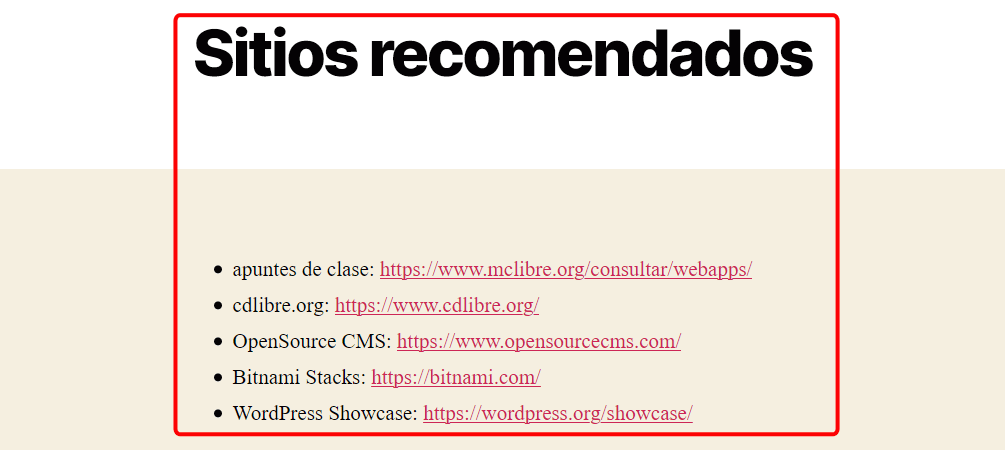 Sitios recomendados
apuntes de clase: https://www.mclibre.org/consultar/webapps/
cdlibre.org: https://www.cdlibre.org/
OpenSource CMS: https://www.opensourcecms.com/
Bitnami Stacks: https://bitnami.com/
WordPress Showcase: https://wordpress.org/showcase/